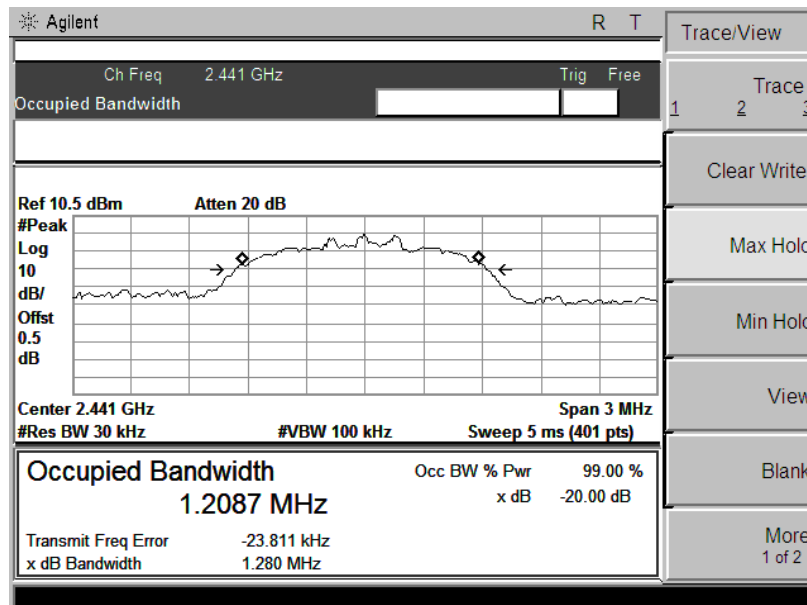 Agilent R T
Trace/View
Ch Freq 2.441 GHz Trig Free
Occupied Bandwidth
Trace
1 2 3
Clear Write
Ref 10.5 dBm Atten 20 dB
#Peak
Log
10
dB/
Offst
0.5
dB
Max Hold
Min Hold
Center 2.441 GHz Span 3 MHz
#Res BW 30 kHz #VBW 100 kHz Sweep 5 ms (401 pts)
View
Occupied Bandwidth Occ BW % Pwr 99.00 %
1.2087 MHz x dB -20.00 dB
Blank
Transmit Freq Error -23.811 kHz
x dB Bandwidth 1.280 MHz
More
1 of 2